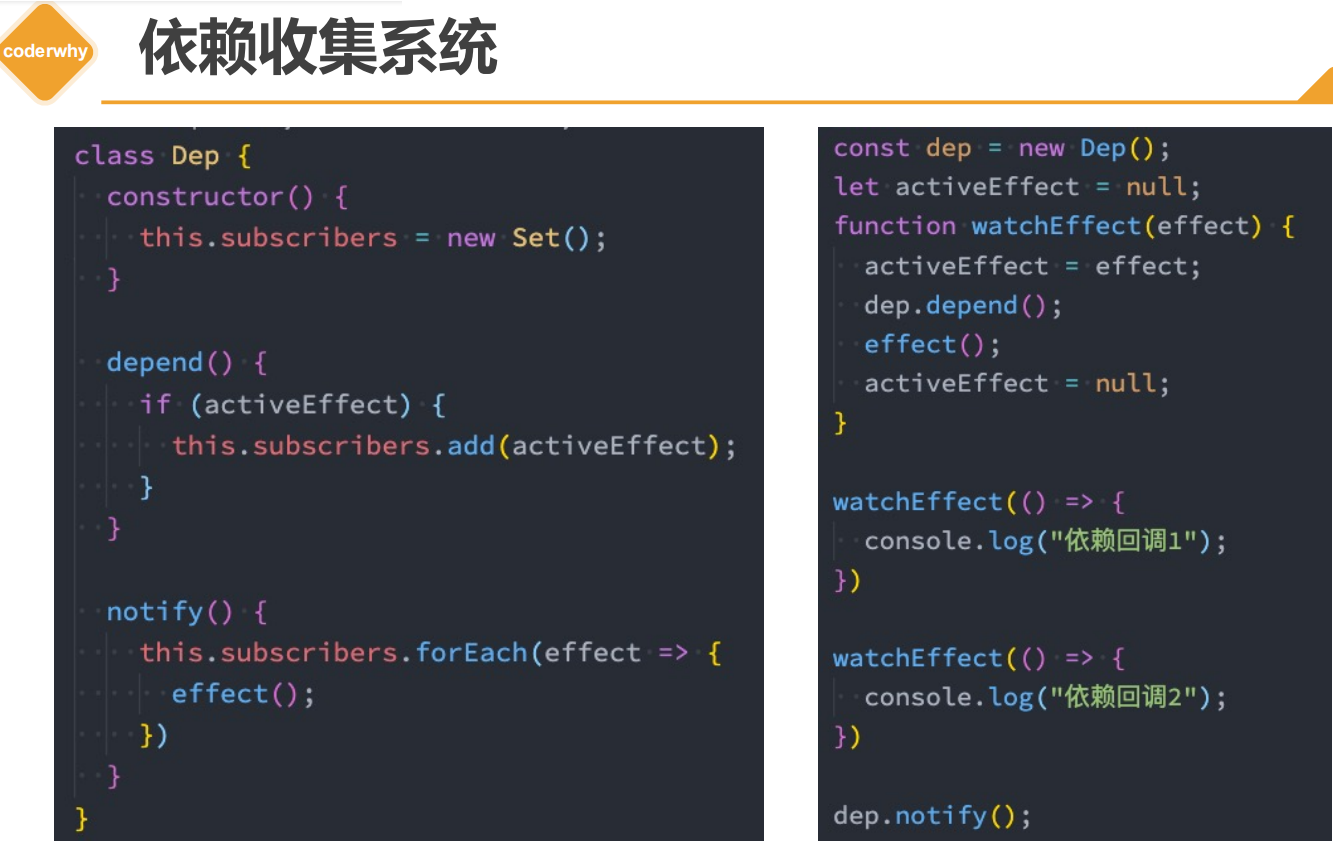 coderwhy
依赖收集系统
class Dep {
  constructor() {
    this.subscribers = new Set();
  }

  depend() {
    if (activeEffect) {
      this.subscribers.add(activeEffect);
    }
  }

  notify() {
    this.subscribers.forEach(effect => {
      effect();
    })
  }
}
const dep = new Dep();
let activeEffect = null;
function watchEffect(effect) {
  activeEffect = effect;
  dep.depend();
  effect();
  activeEffect = null;
}

watchEffect(() => {
  console.log("依赖回调1");
})

watchEffect(() => {
  console.log("依赖回调2");
})

dep.notify();